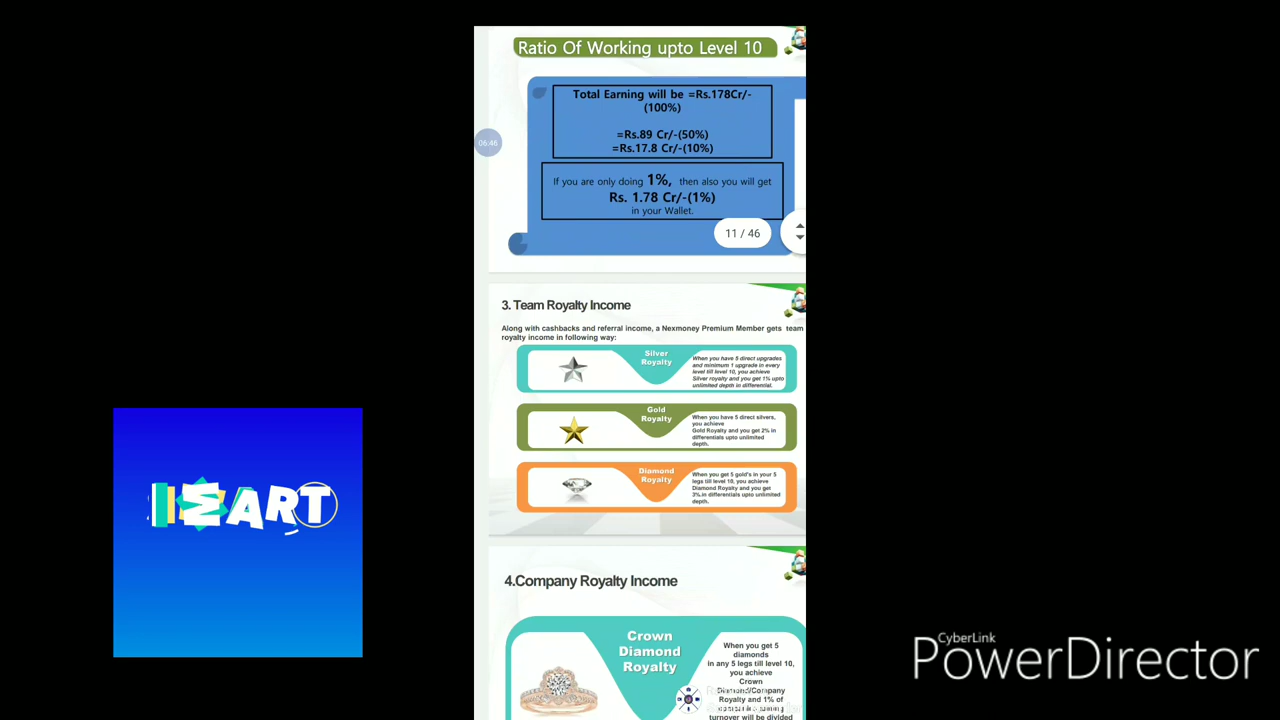 Ratio Of Working upto Level 10
Total Earning will be =Rs.178Cr/-
(100%)
=Rs.89 Cr/-(50%)
=Rs.17.8 Cr/-(10%)
06:46
If you are only doing 1%, then also you will get
Rs. 1.78 Cr/-(1%)
in your Wallet.
11 / 46
3. Team Royalty Income
Along with cashbacks and referral income, a Nexmoney Premium Member gets team
royalty income in following way:
Silver
Royalty
When you have 5 direct upgrades
and minimum 1 upgrade in every
level till level 10, you achieve
Silver royalty and you get 1% upto
unlimited depth in differential.
Gold
Royalty
When you have 5 direct silvers,
you achieve
Gold Royalty and you get 2% in
differentials upto unlimited
depth.
Diamond
Royalty
When you get 5 gold's in your 5
legs till level 10, you achieve
Diamond Royalty and you get
3% in differentials upto unlimited
depth.
ART
4.Company Royalty Income
Crown
Diamond
Royalty
When you get 5
diamonds
in any 5 legs till level 10,
you achieve
Crown
Diamond/Company
Royalty and 1% of
turnover will be divided
CyberLink
PowerDirector